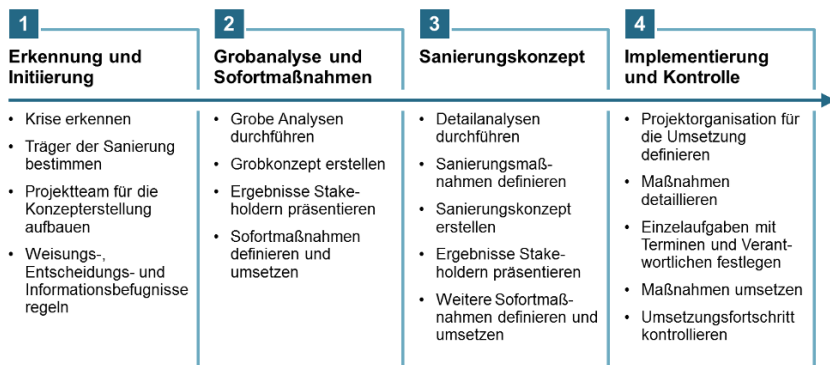 1
Erkennung und
Initiierung
• Krise erkennen
• Träger der Sanierung
bestimmen
• Projektteam für die
Konzepterstellung
aufbauen
• Weisungs-,
Entscheidungs- und
Informationsbefugnisse
regeln
2
Grobanalyse und
Sofortmaßnahmen
• Grobe Analysen
durchführen
• Grobkonzept erstellen
• Ergebnisse Stake-
holdern präsentieren
• Sofortmaßnahmen
definieren und
umsetzen
3
Sanierungskonzept
• Detailanalysen
durchführen
• Sanierungsmaß-
nahmen definieren
• Sanierungskonzept
erstellen
• Ergebnisse Stake-
holdern präsentieren
• Weitere Sofortmaß-
nahmen definieren und
umsetzen
4
Implementierung
und Kontrolle
• Projektorganisation für
die Umsetzung
definieren
• Maßnahmen
detaillieren
• Einzelaufgaben mit
Terminen und Verant-
wortlichen festlegen
• Maßnahmen umsetzen
• Umsetzungsfortschritt
kontrollieren